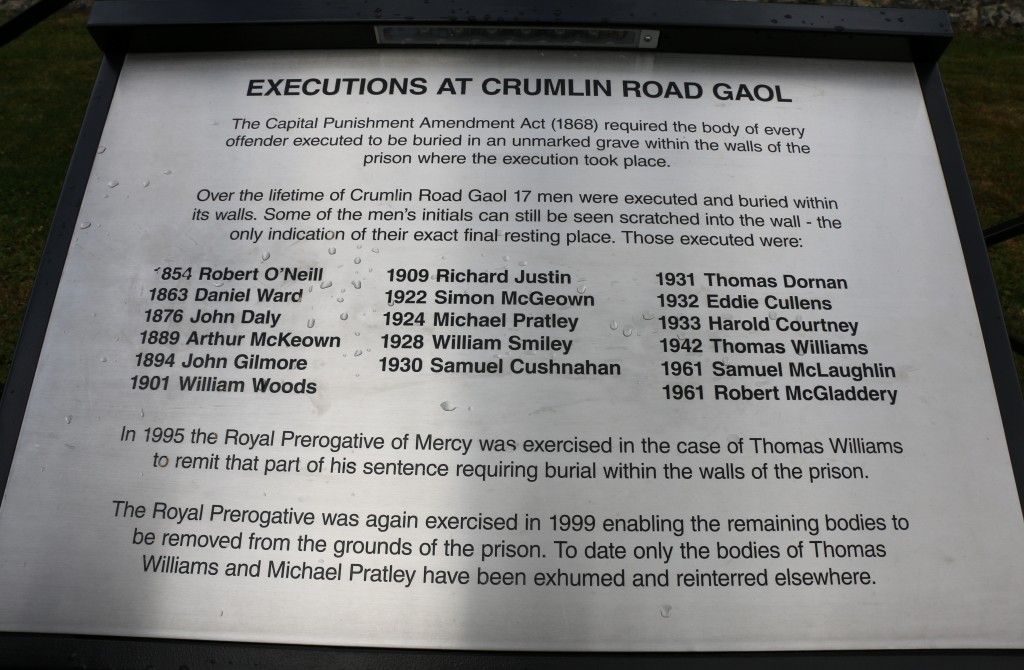 EXECUTIONS AT CRUMLIN ROAD GAOL
The Capital Punishment Amendment Act (1868) required the body of every
offender executed to be buried in an unmarked grave within the walls of the
prison where the execution took place.
Over the lifetime of Crumlin Road Gaol 17 men were executed and buried within
its walls. Some of the men's initials can still be seen scratched into the wall - the
only indication of their exact final resting place. Those executed were:
1854 Robert O'Neill
1863 Daniel Ward
1876 John Daly
1889 Arthur McKeown
1894 John Gilmore
1901 William Woods
1909 Richard Justin
1922 Simon McGeown
1924 Michael Pratley
1928 William Smiley
1930 Samuel Cushnahan
1931 Thomas Dornan
1932 Eddie Cullens
1933 Harold Courtney
1942 Thomas Williams
1961 Samuel McLaughlin
1961 Robert McGladdery
In 1995 the Royal Prerogative of Mercy was exercised in the case of Thomas Williams
to remit that part of his sentence requiring burial within the walls of the prison.
The Royal Prerogative was again exercised in 1999 enabling the remaining bodies to
be removed from the grounds of the prison. To date only the bodies of Thomas
Williams and Michael Pratley have been exhumed and reinterred elsewhere.